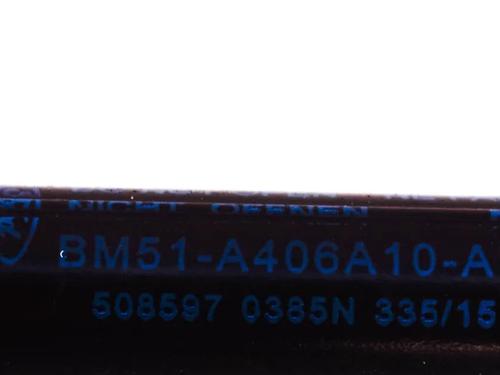 NICHT OEFFNEN
BM51-A406A10-A
508597 0385N 335/15